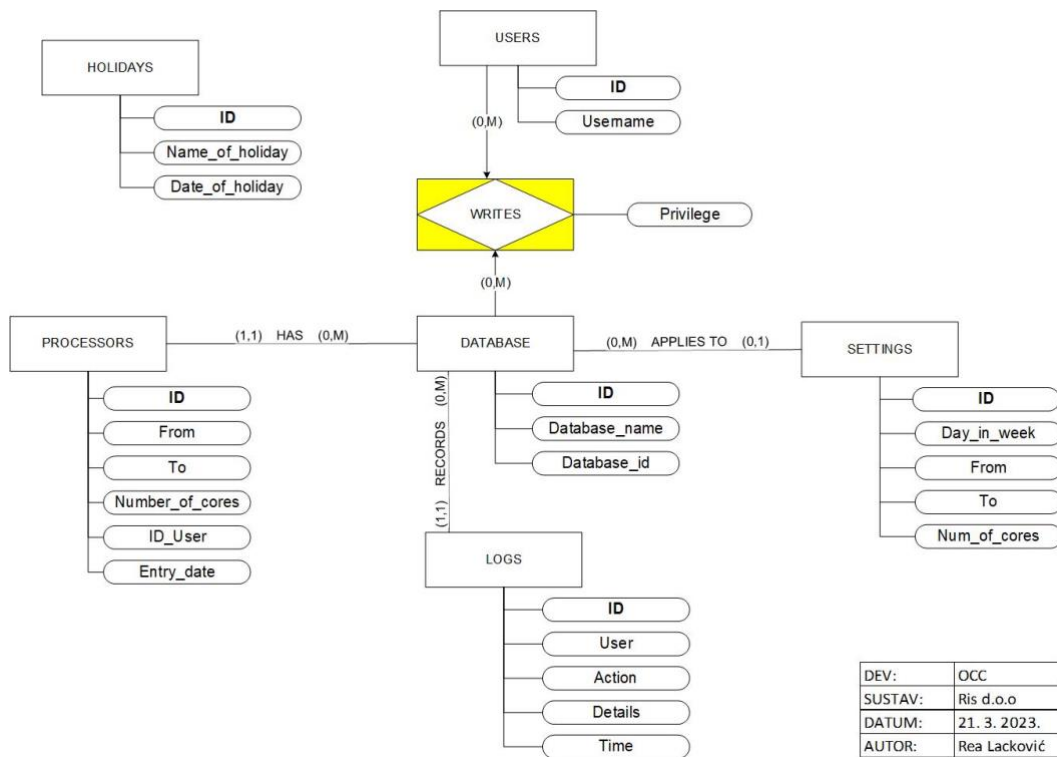 USERS
ID
Username
(0,M)
HOLIDAYS
ID
Name_of_holiday
Date_of_holiday
WRITES
Privilege
(0,M)
PROCESSORS
(1,1) HAS (0,M)
DATABASE
(0,M) APPLIES TO (0,1)
SETTINGS
ID
From
To
Number_of_cores
ID_User
Entry_date
ID
Database_name
Database_id
ID
Day_in_week
From
To
Num_of_cores
(1,1) RECORDS (0,M)
LOGS
ID
User
Action
Details
Time
DEV: OCC
SUSTAV: Ris d.o.o
DATUM: 21. 3. 2023.
AUTOR: Rea Lacković